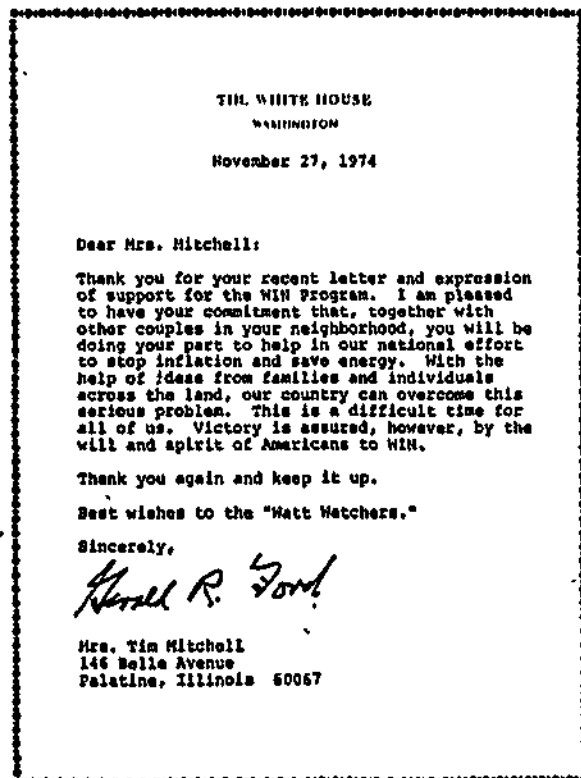 THE WHITE HOUSE
WASHINGTON
November 27, 1974
Dear Mrs. Mitchell:
Thank you for your recent letter and expression
of support for the WIN Program. I am pleased
to have your commitment that, together with
other couples in your neighborhood, you will be
doing your part to help in our national effort
to stop inflation and save energy. With the
help of ideas from families and individuals
across the land, our country can overcome this
serious problem. This is a difficult time for
all of us. Victory is assured, however, by the
will and spirit of Americans to WIN.
Thank you again and keep it up.
Best wishes to the "Watt Watchers."
Sincerely,
Gerald R. Ford
Mrs. Tim Mitchell
146 Belle Avenue
Palatine, Illinois 60067